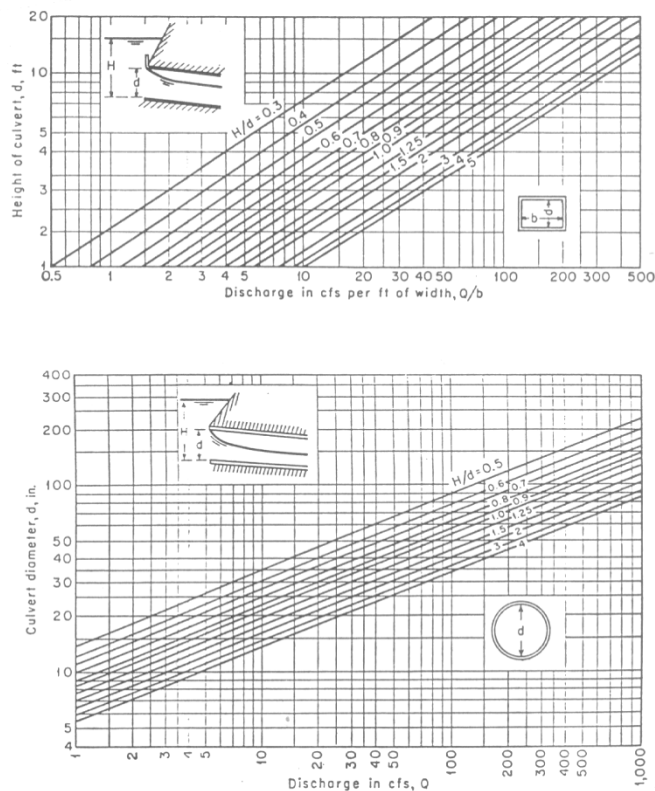 20
10
5
4
3
2
1
Height of culvert, d, ft
H
d
H/d=0.3
0.4
0.5
0.6
0.7
0.8
0.9
1.0
1.25
1.5
2
3
4
5
b
d
0.5 1 2 3 4 5 10 20 30 40 50 100 200 300 500
Discharge in cfs per ft of width, Q/b
400
300
200
100
50
40
30
20
10
5
4
Culvert diameter, d, in.
H
d
H/d=0.5
0.6 0.7
0.8 0.9
1.0 1.25
1.5 2
3 4
d
1 2 3 4 5 10 20 30 40 50 100 200 300 400 500 1,000
Discharge in cfs, Q